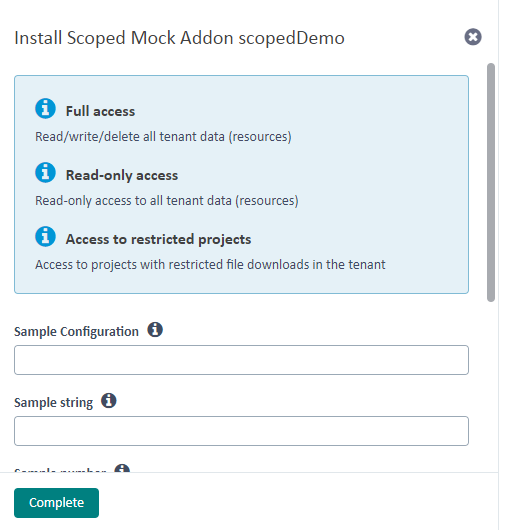 Install Scoped Mock Addon scopedDemo
Full access
Read/write/delete all tenant data (resources)
Read-only access
Read-only access to all tenant data (resources)
Access to restricted projects
Access to projects with restricted file downloads in the tenant
Sample Configuration
Sample string
Sample number
Complete